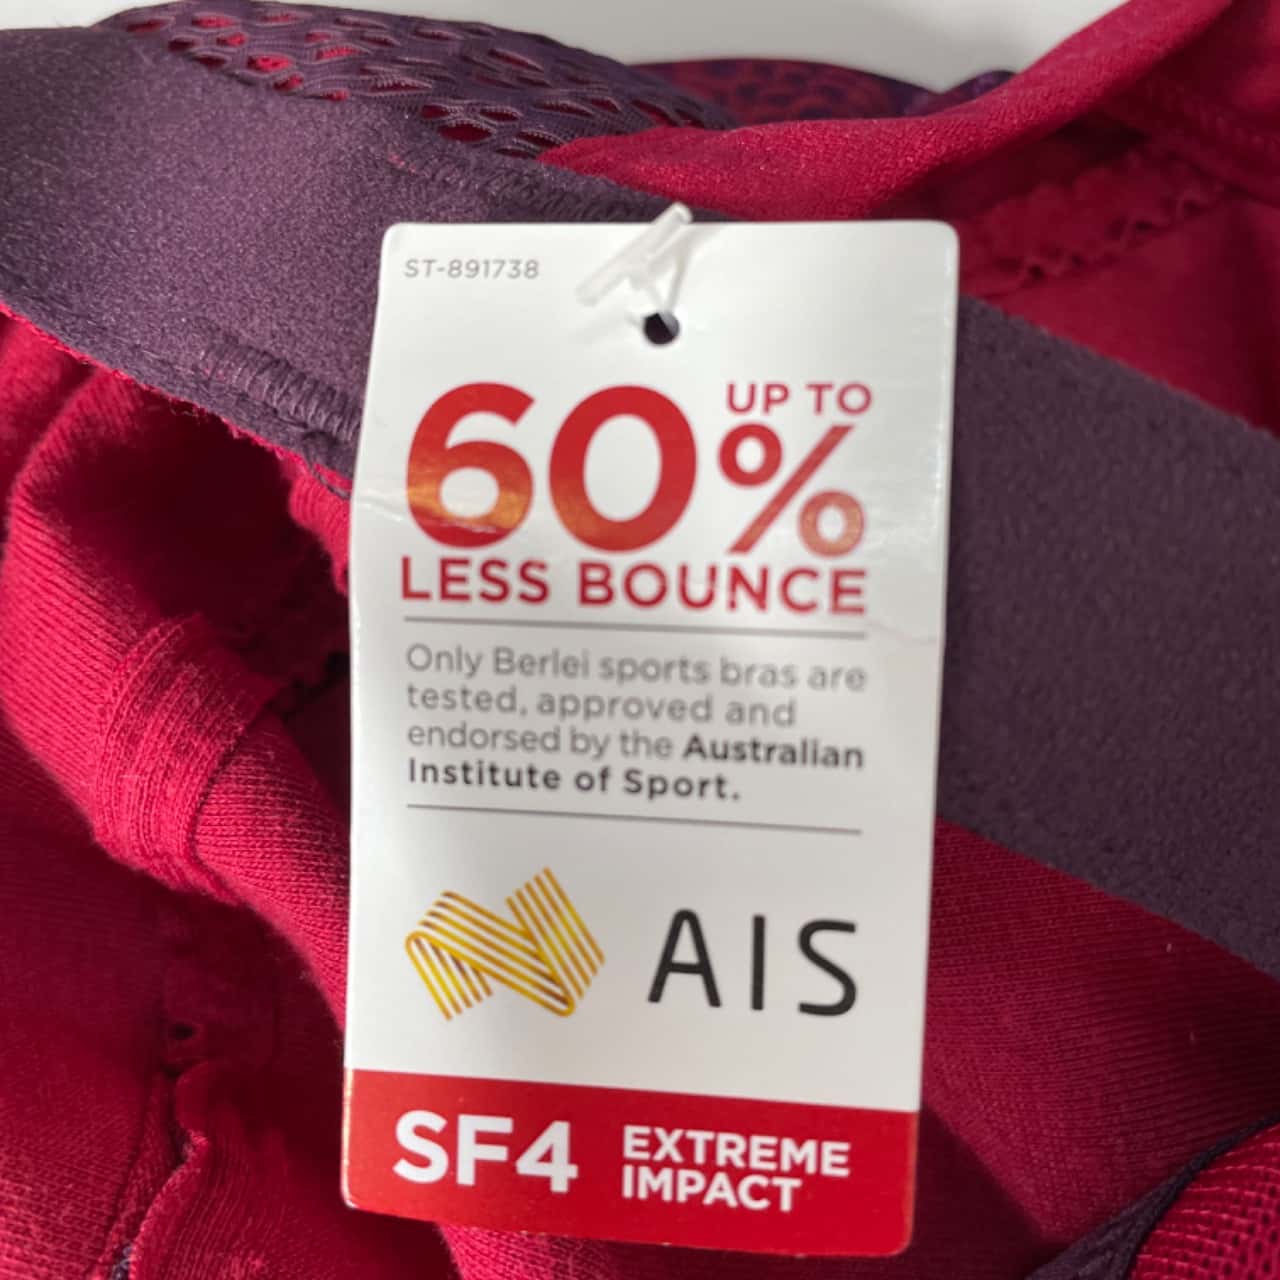 ST-891738
UP TO
60%
LESS BOUNCE
Only Berlei sports bras are
tested, approved and
endorsed by the Australian
Institute of Sport.
AIS
SF4 EXTREME
IMPACT